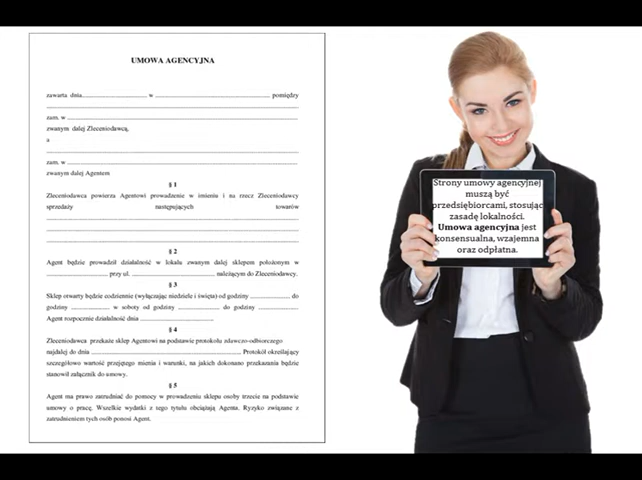 UMOWA AGENCYJNA
zawarta dnia.............................. w ................................................. pomiędzy
..............................................................................................................
zam. w ....................................................................................................
zwanym dalej Zleceniodawcą,
a
..............................................................................................................
zam. w ....................................................................................................
zwanym dalej Agentem
§ 1
Zleceniodawca powierza Agentowi prowadzenie w imieniu i na rzecz Zleceniodawcy
sprzedaży następujących towarów
..............................................................................................................
..............................................................................................................
..............................................................................................................
§ 2
Agent będzie prowadził działalność w lokalu zwanym dalej sklepem położonym w
............................ przy ul. ..................................... należącym do Zleceniodawcy.
§ 3
Sklep otwarty będzie codziennie (wyłączając niedziele i święta) od godziny .................. do
godziny ................. w soboty od godziny .................. do godziny ..................
Agent rozpocznie działalność dnia .................................
§ 4
Zleceniodawca przekaże sklep Agentowi na podstawie protokołu zdawczo-odbiorczego
najdalej do dnia ................................................................. Protokół określający
szczegółowo wartość przejętego mienia i warunki, na jakich dokonano przekazania będzie
stanowił załącznik do umowy.
§ 5
Agent ma prawo zatrudniać do pomocy w prowadzeniu sklepu osoby trzecie na podstawie
umowy o pracę. Wszelkie wydatki z tego tytułu obciążają Agenta. Ryzyko związane z
zatrudnieniem tych osób ponosi Agent.
Strony umowy agencyjnej
muszą być
przedsiębiorcami, stosując
zasadę lokalności.
Umowa agencyjna jest
konsensualna, wzajemna
oraz odpłatna.